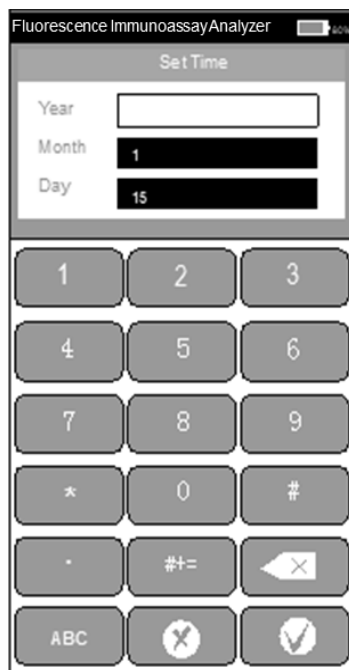 Fluorescence Immunoassay Analyzer 80%
Set Time
Year
Month 1
Day 15
1 2 3
4 5 6
7 8 9
* 0 #
. #+=
ABC